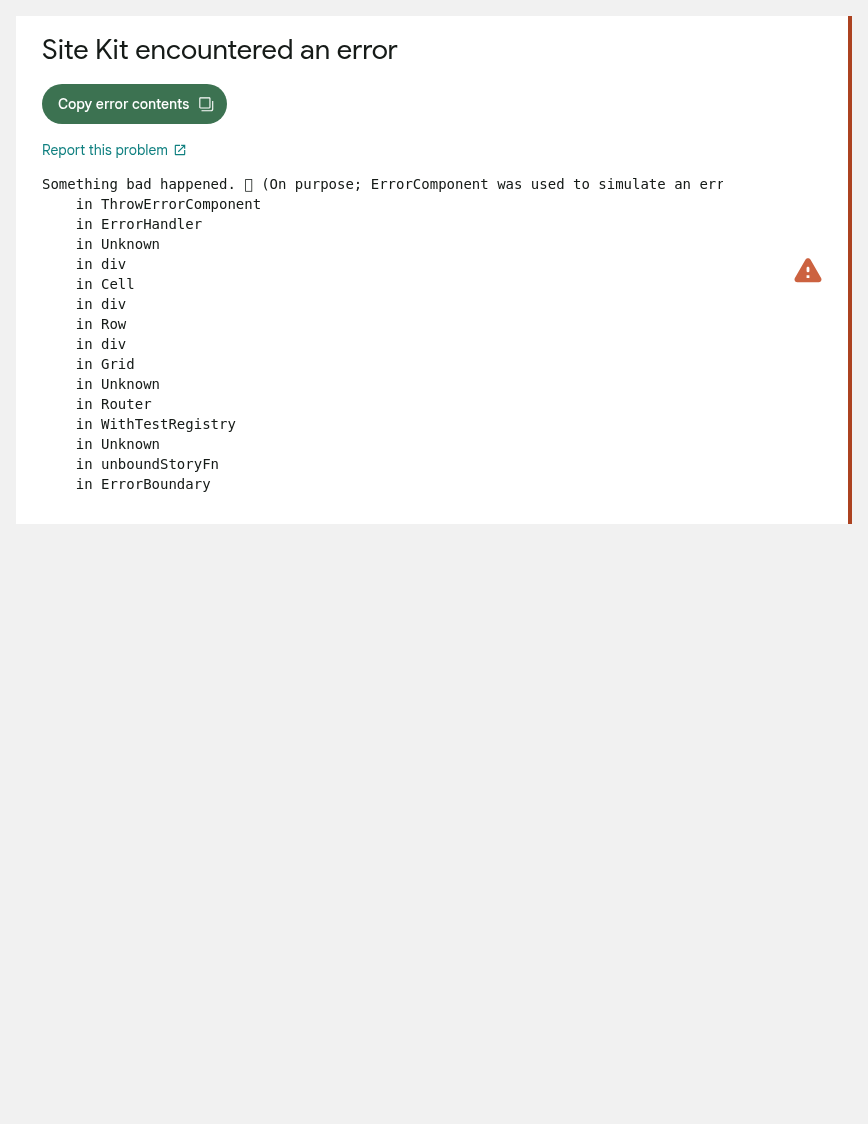 Site Kit encountered an error
Copy error contents
Report this problem
Something bad happened. (On purpose; ErrorComponent was used to simulate an err
in ThrowErrorComponent
in ErrorHandler
in Unknown
in div
in Cell
in div
in Row
in div
in Grid
in Unknown
in Router
in WithTestRegistry
in Unknown
in unboundStoryFn
in ErrorBoundary